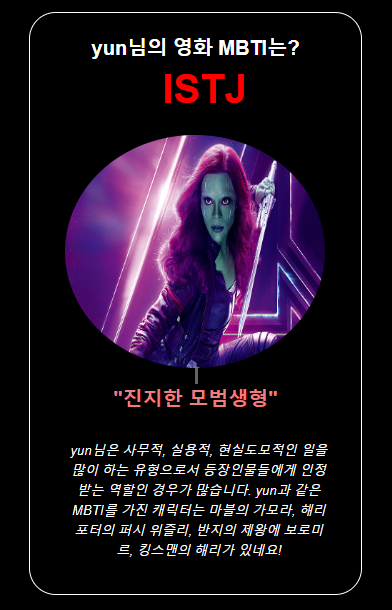 yun님의 영화 MBTI는?
ISTJ
"진지한 모범생형"
yun님은 사무적, 실용적, 현실도모적인 일을
많이 하는 유형으로서 등장인물들에게 인정
받는 역할인 경우가 많습니다. yun과 같은
MBTI를 가진 캐릭터는 마블의 가모라, 해리
포터의 퍼시 위즐리, 반지의 제왕에 보로미
르, 킹스맨의 해리가 있네요!